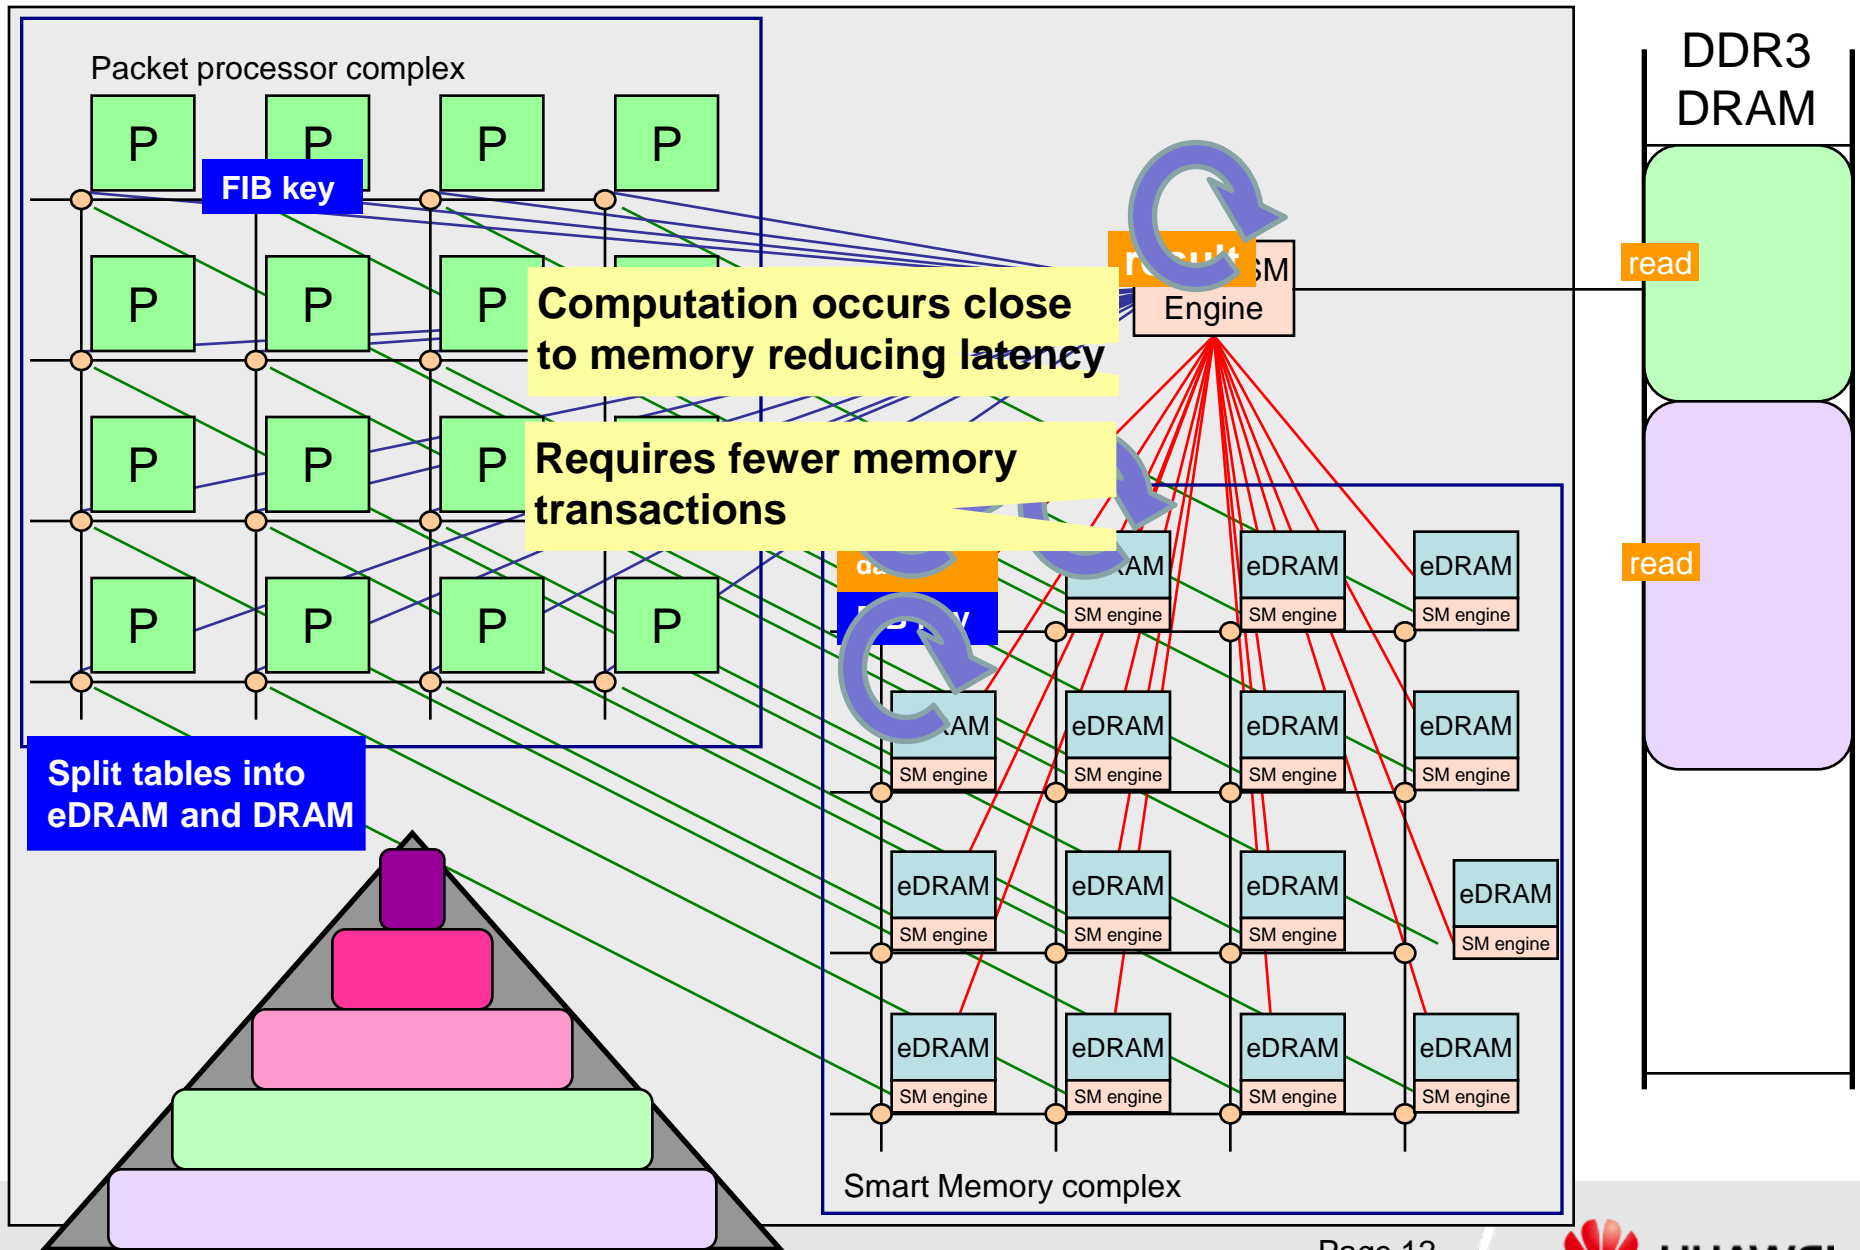 Packet processor complex
P
P
P
P
FIB key
P
P
P
P
P
P
P
P
P
P
P
Computation occurs close
to memory reducing latency
Requires fewer memory
transactions
SM
Engine
DDR3
DRAM
read
read
eDRAM
SM engine
eDRAM
SM engine
SM engine
SM engine
eDRAM
SM engine
eDRAM
SM engine
eDRAM
SM engine
eDRAM
SM engine
eDRAM
SM engine
eDRAM
SM engine
eDRAM
SM engine
eDRAM
SM engine
eDRAM
SM engine
eDRAM
SM engine
eDRAM
SM engine
Smart Memory complex
Split tables into
eDRAM and DRAM
Page 12
HUAWEI